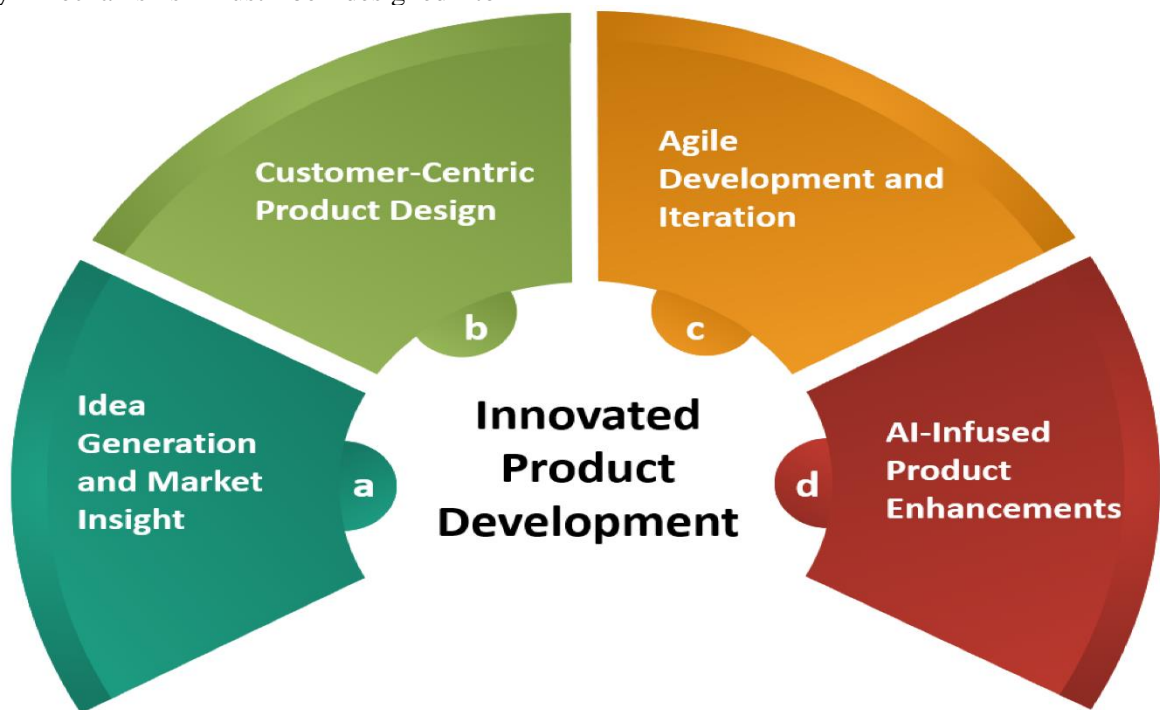 Customer-Centric
Product Design
Agile
Development and
Iteration
b
c
Idea
Generation
and Market
Insight
a
Innovated
Product
Development
d
AI-Infused
Product
Enhancements